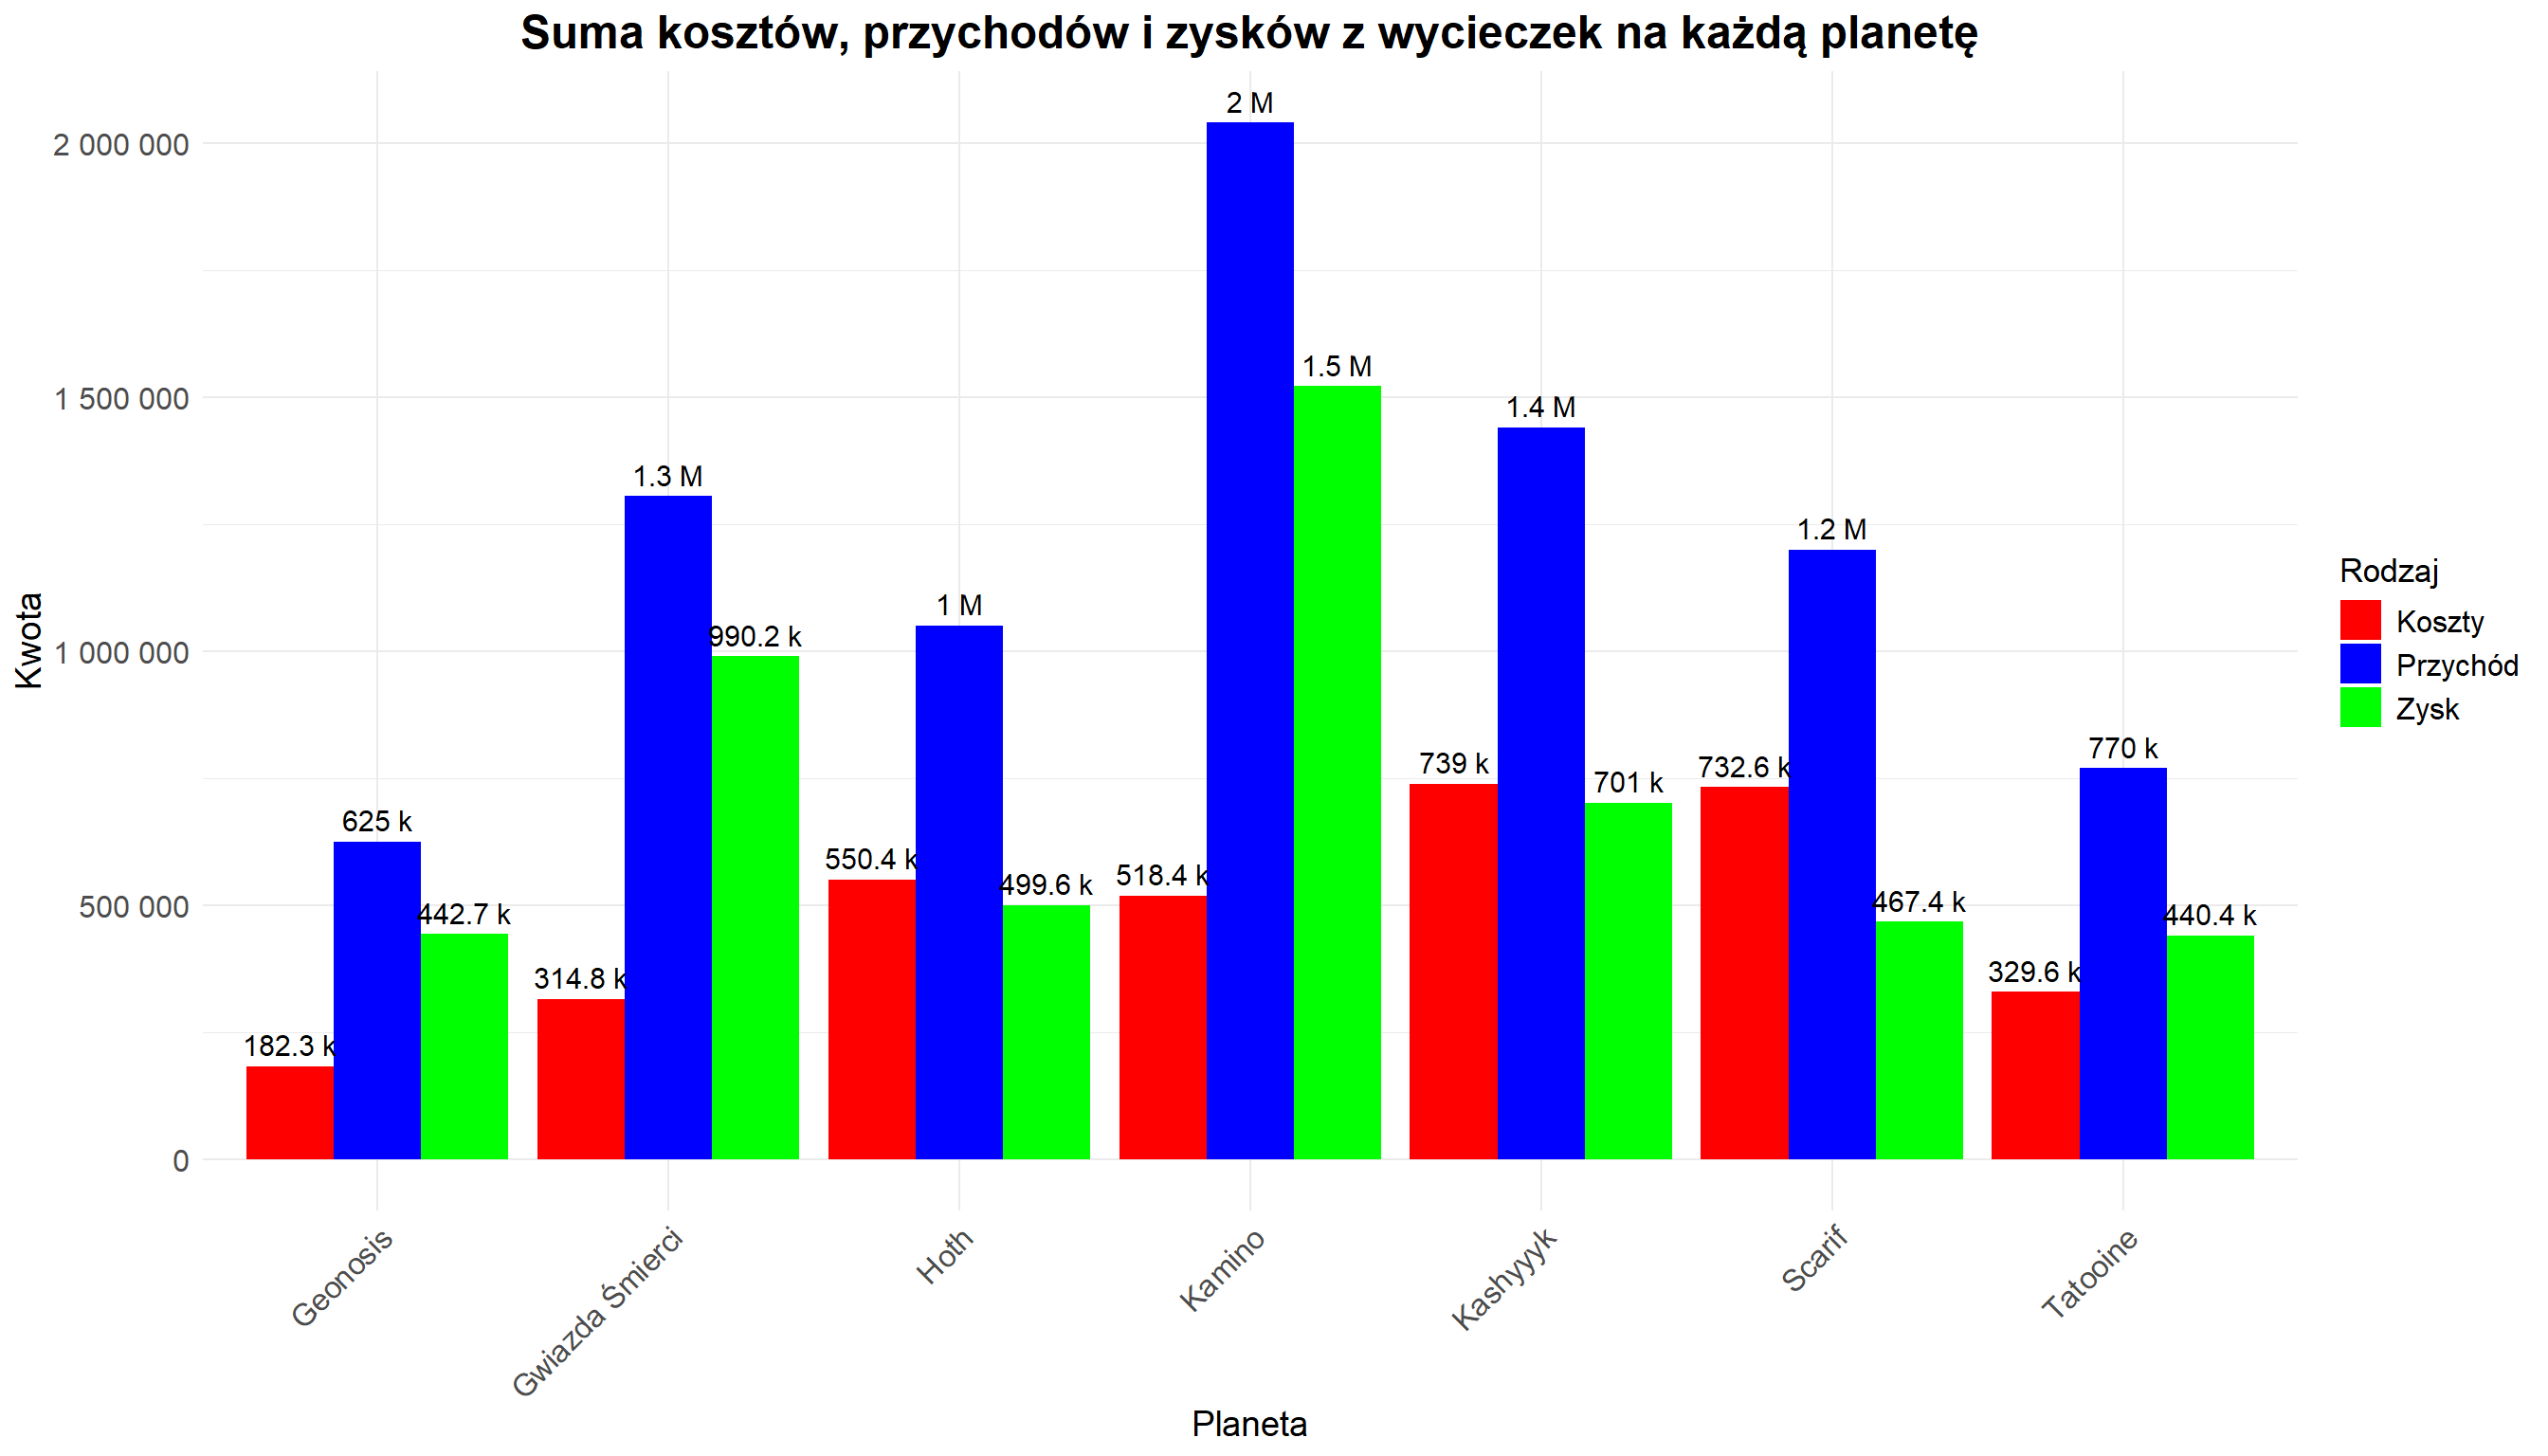 Suma kosztów, przychodów i zysków z wycieczek na każdą planetę
Kwota
2 000 000
1 500 000
1 000 000
500 000
0
182.3 k
625 k
442.7 k
314.8 k
1.3 M
990.2 k
550.4 k
1 M
499.6 k
518.4 k
2 M
1.5 M
739 k
1.4 M
701 k
732.6 k
1.2 M
467.4 k
329.6 k
770 k
440.4 k
Geonosis
Gwiazda Śmierci
Hoth
Kamino
Kashyyyk
Scarif
Tatooine
Planeta
Rodzaj
Koszty
Przychód
Zysk